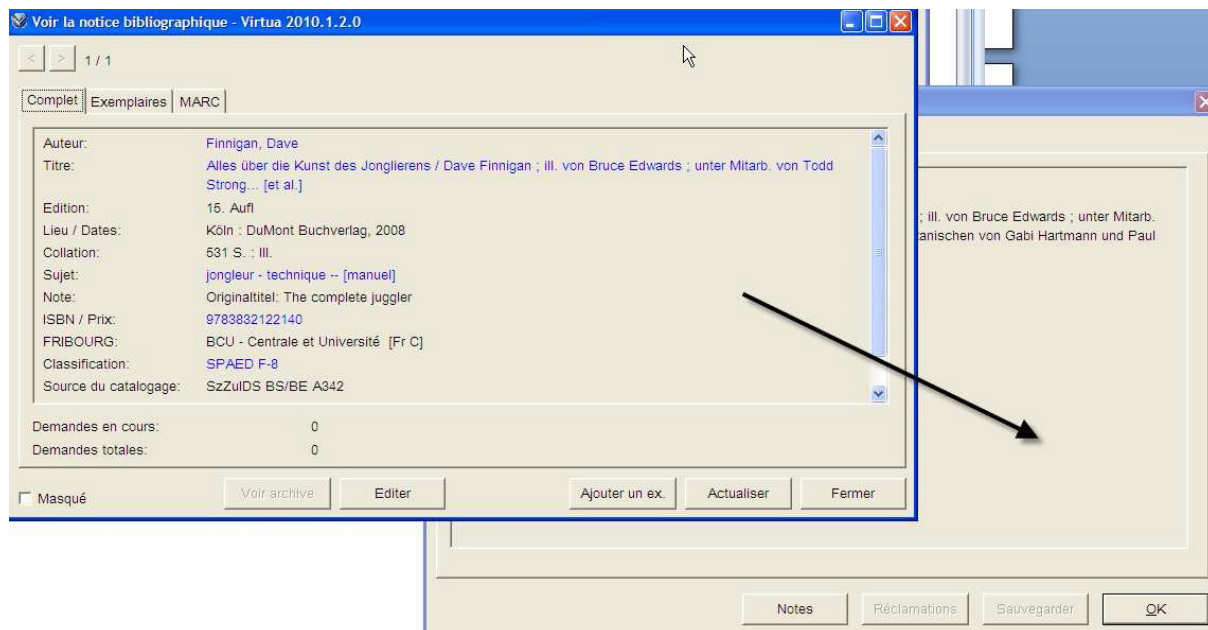 Voir la notice bibliographique - Virtua 2010.1.2.0
< > 1 / 1
Complet Exemplaires MARC
Auteur: Finnigan, Dave
Titre: Alles über die Kunst des Jonglierens / Dave Finnigan ; ill. von Bruce Edwards ; unter Mitarb. von Todd
Strong... [et al.]
Edition: 15. Aufl
Lieu / Dates: Köln : DuMont Buchverlag, 2008
Collation: 531 S. : Ill.
Sujet: jongleur - technique -- [manuel]
Note: Originaltitel: The complete juggler
ISBN / Prix: 9783832122140
FRIBOURG: BCU - Centrale et Université [Fr C]
Classification: SPAED F-8
Source du catalogage: SzZuIDS BS/BE A342
Demandes en cours: 0
Demandes totales: 0
Masqué Voir archive Editer Ajouter un ex. Actualiser Fermer
; ill. von Bruce Edwards ; unter Mitarb.
anischen von Gabi Hartmann und Paul
Notes Réclamations Sauvegarder OK